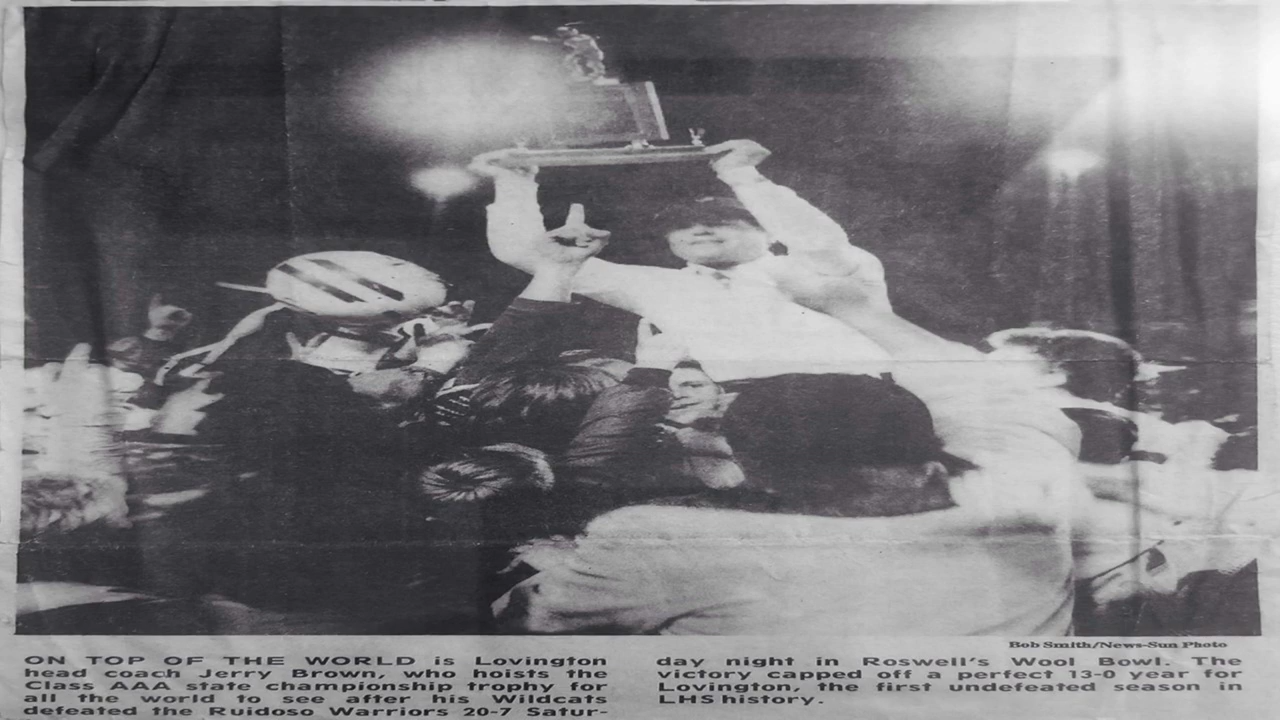 Bob Smith/News-Sun Photo
ON TOP OF THE WORLD is Lovington
head coach Jerry Brown, who hoists the
Class AAA state championship trophy for
all the world to see after his Wildcats
defeated the Ruidoso Warriors 20-7 Satur-
day night in Roswell's Wool Bowl. The
victory capped off a perfect 13-0 year for
Lovington, the first undefeated season in
LHS history.